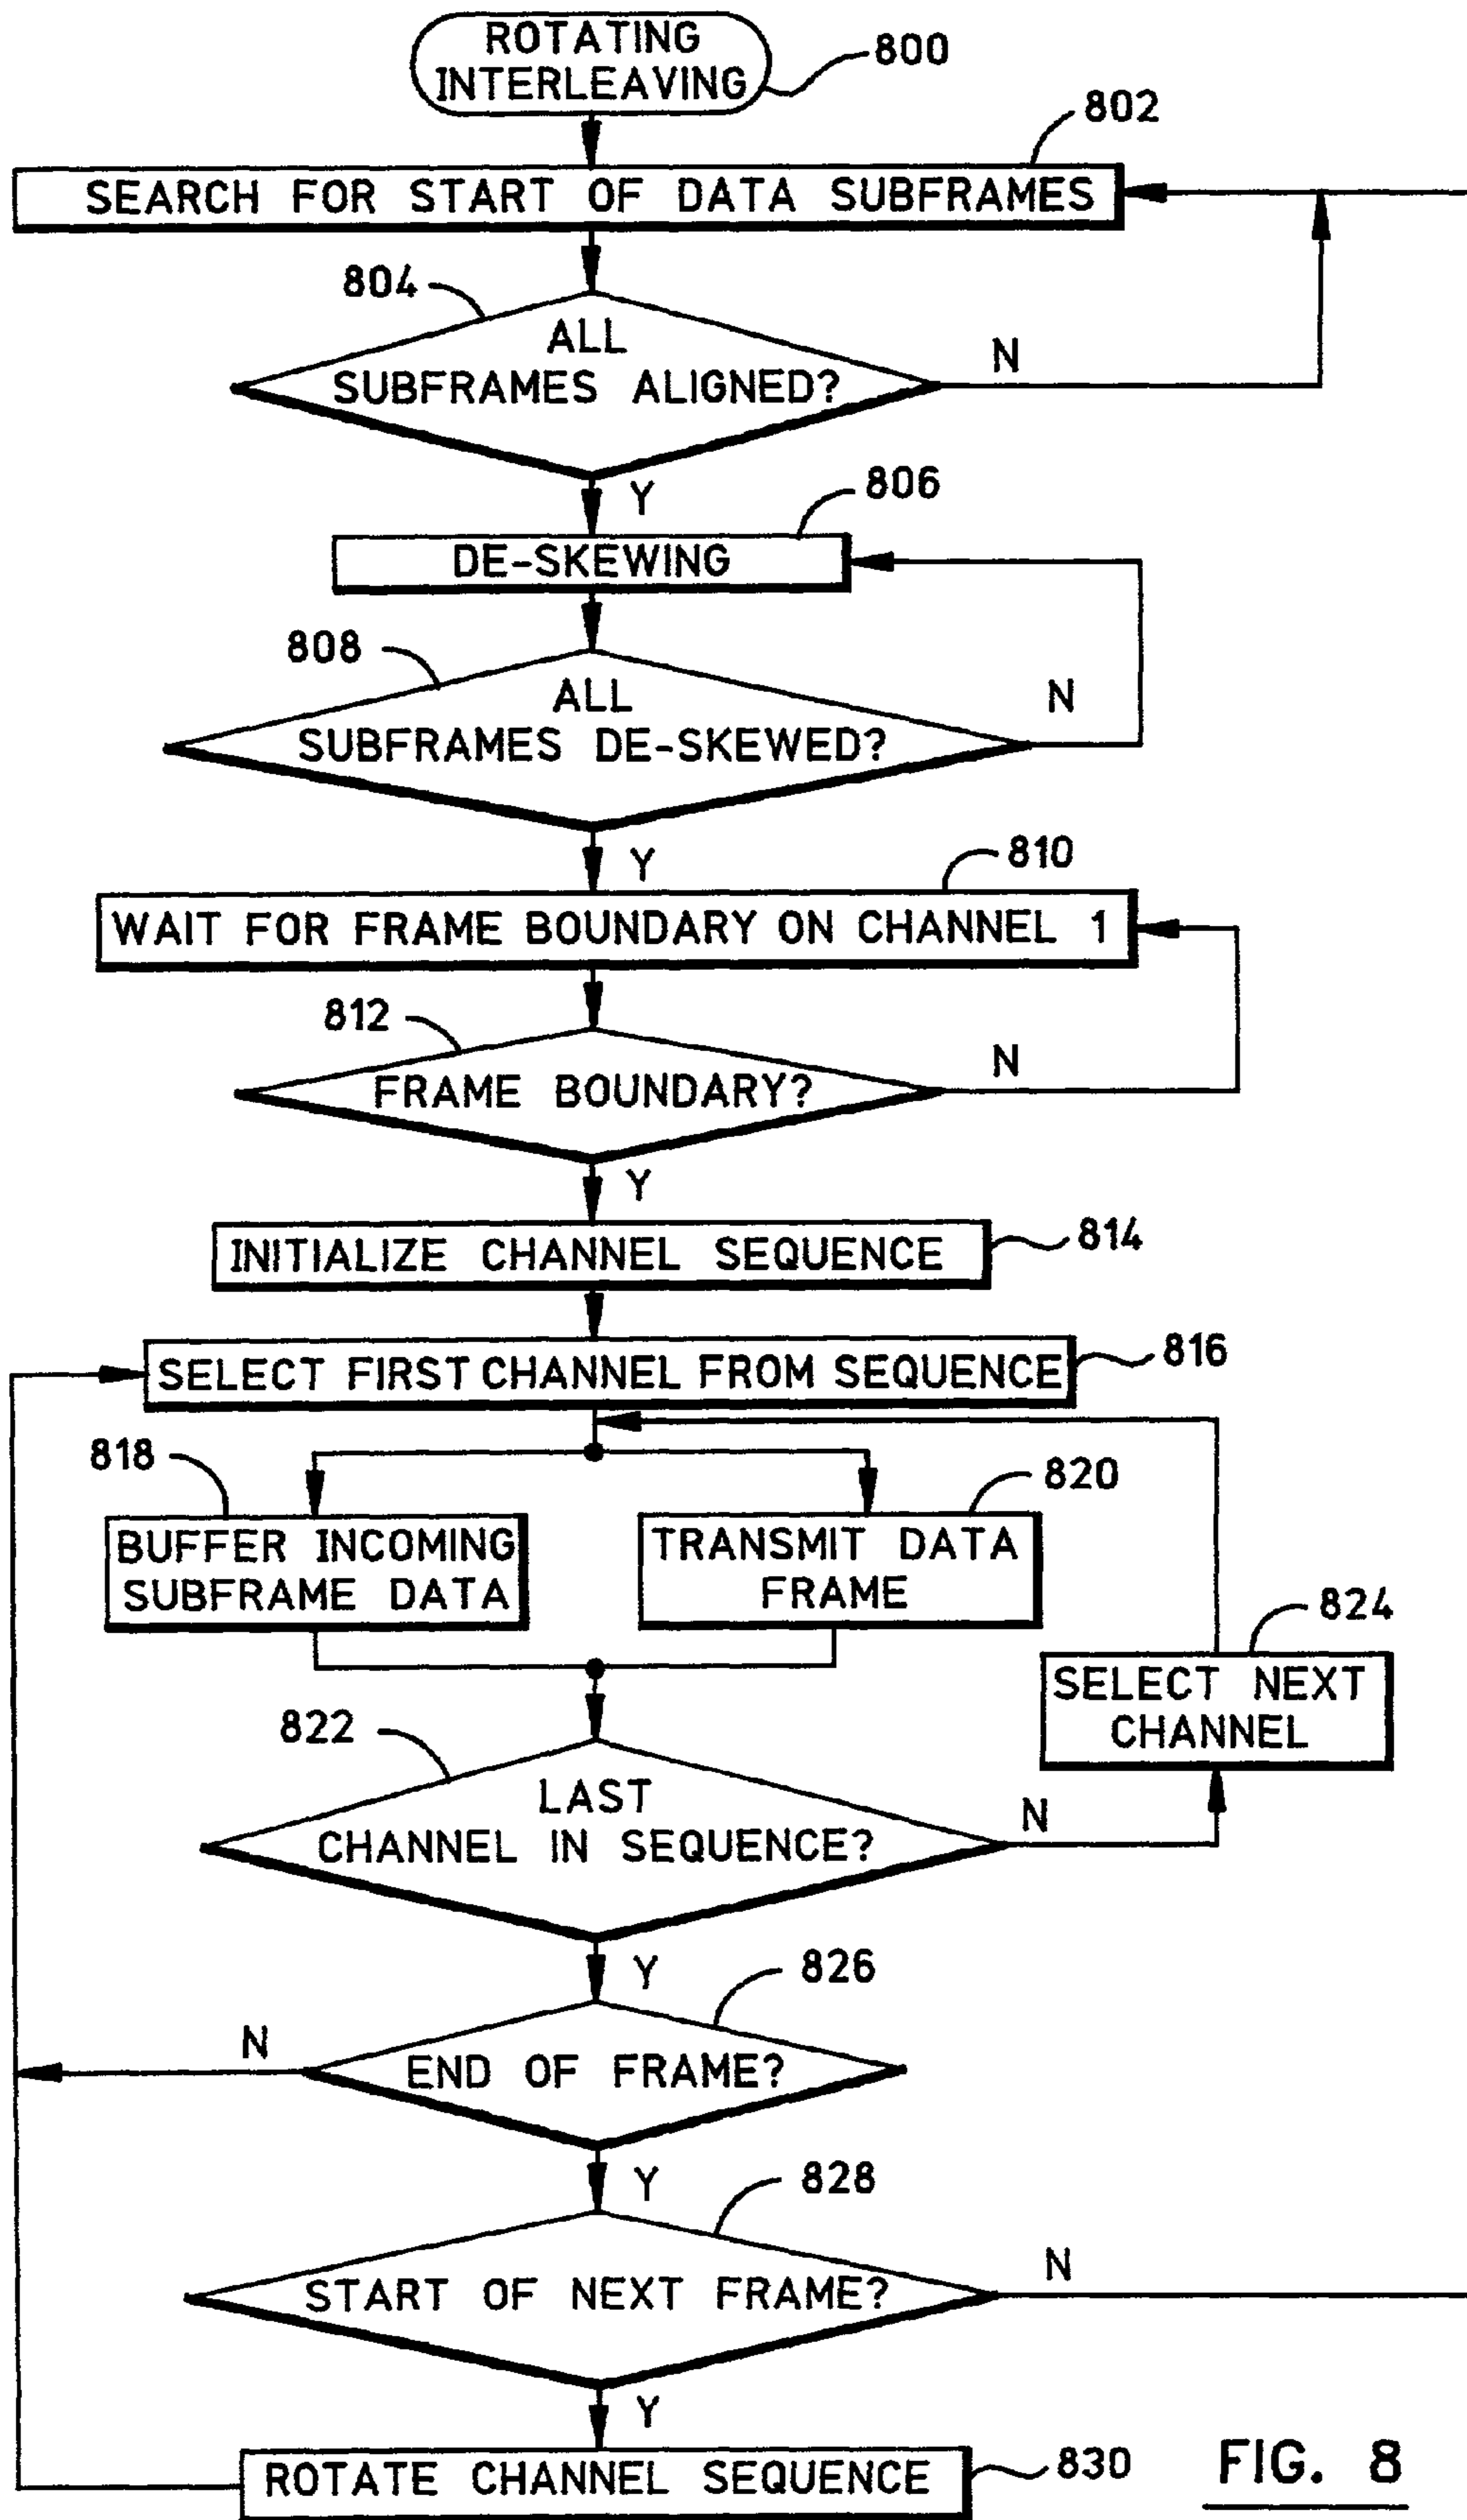 ROTATING
INTERLEAVING
800
802
SEARCH FOR START OF DATA SUBFRAMES
804
ALL
SUBFRAMES ALIGNED?
N
Y
806
DE-SKEWING
808
ALL
SUBFRAMES DE-SKEWED?
N
Y
810
WAIT FOR FRAME BOUNDARY ON CHANNEL 1
812
FRAME BOUNDARY?
N
Y
INITIALIZE CHANNEL SEQUENCE
814
SELECT FIRST CHANNEL FROM SEQUENCE
816
818
BUFFER INCOMING
SUBFRAME DATA
820
TRANSMIT DATA
FRAME
824
SELECT NEXT
CHANNEL
822
LAST
CHANNEL IN SEQUENCE?
N
Y
826
N
END OF FRAME?
Y
828
START OF NEXT FRAME?
N
Y
ROTATE CHANNEL SEQUENCE
830
FIG. 8